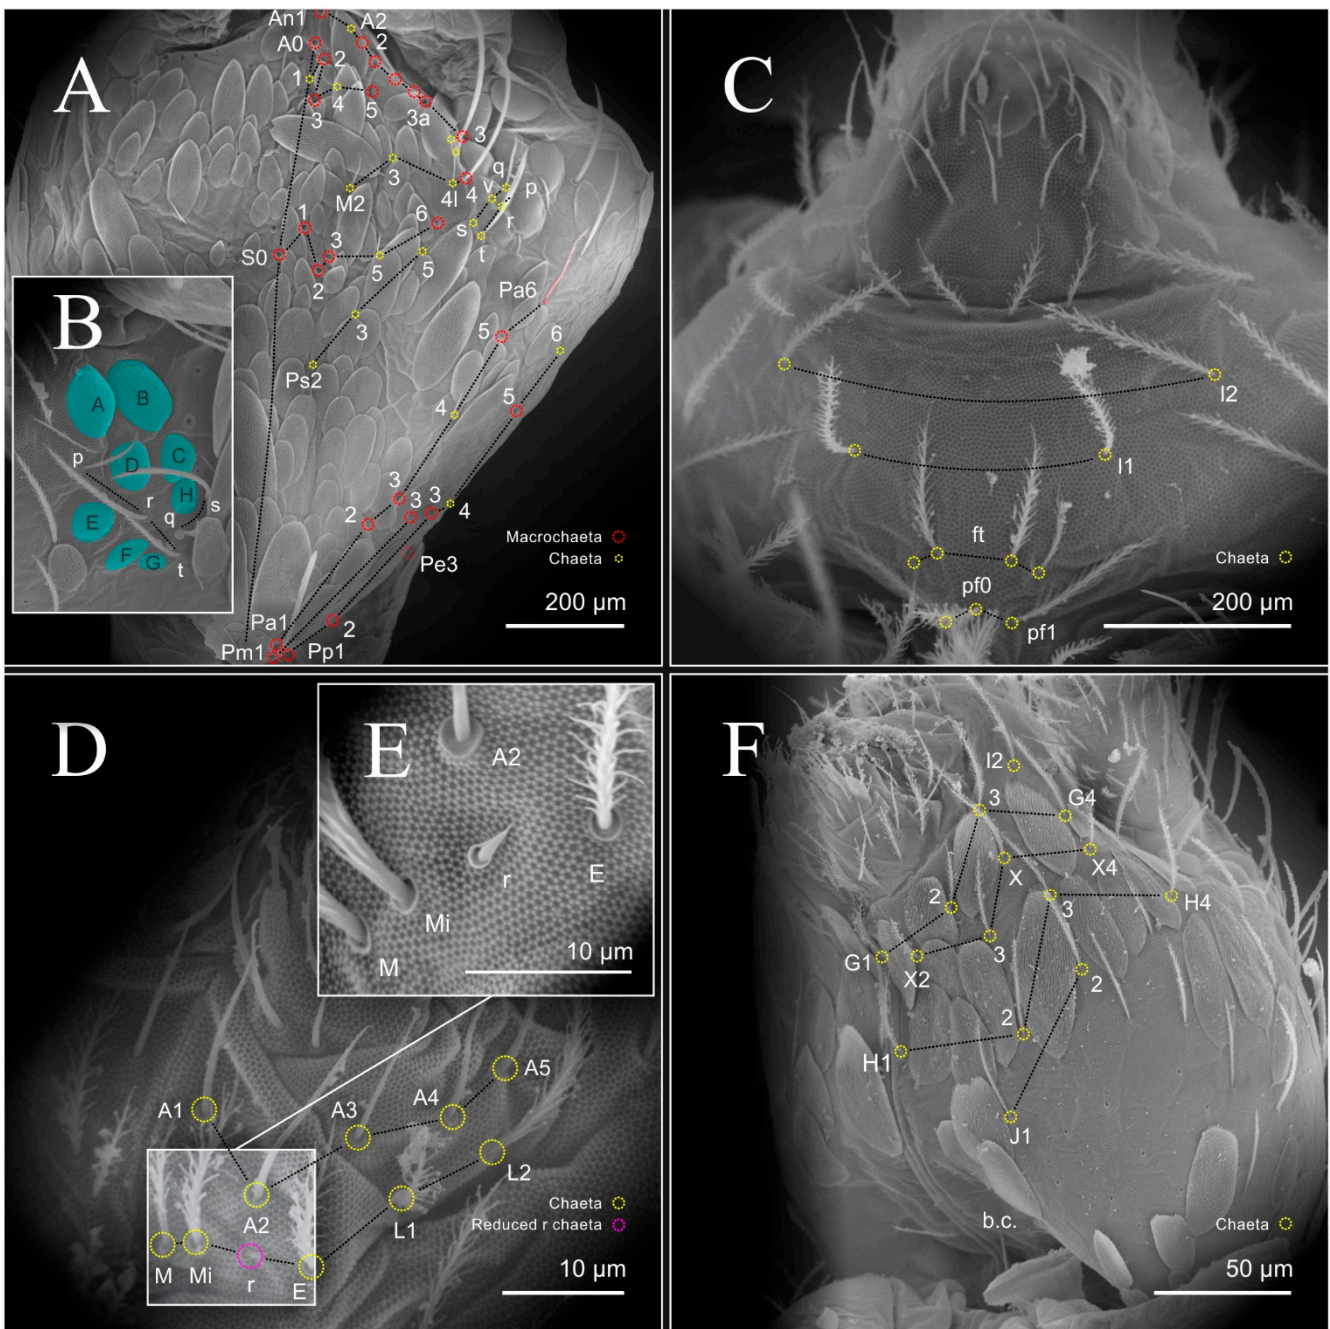 A
An1
A2
A0
2
2
1
4
5
3
3a
3
3
M2
4l
4
q
v
p
r
s
t
1
6
S0
3
2
5
5
Pa6
3
5
6
Ps2
4
5
3
3
3
2
4
Macrochaeta
Chaeta
Pe3
200 µm
Pa1
2
Pm1
Pp1
B
A
B
C
D
p
H
r
s
q
E
F
G
t
C
l2
l1
ft
pf0
pf1
Chaeta
200 µm
D
A1
A3
A4
A5
L2
A2
L1
M
Mi
r
E
Chaeta
Reduced r chaeta
10 µm
E
A2
E
r
Mi
M
10 µm
F
I2
3
G4
X
X4
2
3
H4
G1
X2
3
2
2
H1
J1
b.c.
Chaeta
50 µm